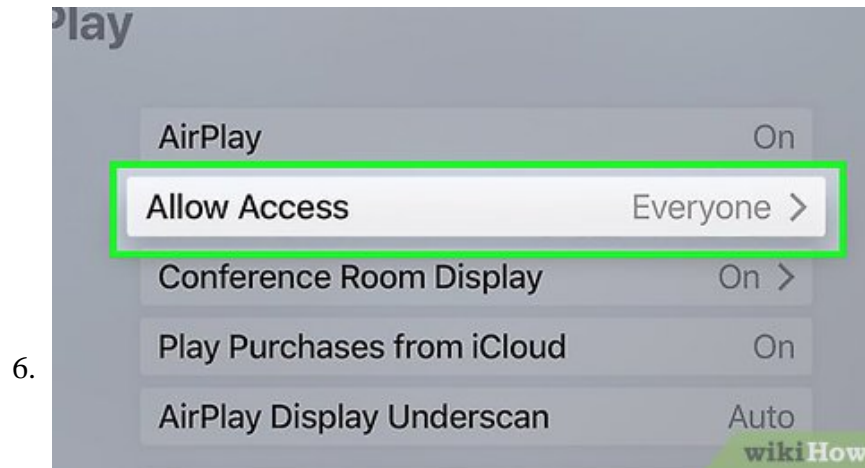 Play
AirPlay On
Allow Access Everyone >
Conference Room Display On >
Play Purchases from iCloud On
6.
AirPlay Display Underscan Auto
wikiHow